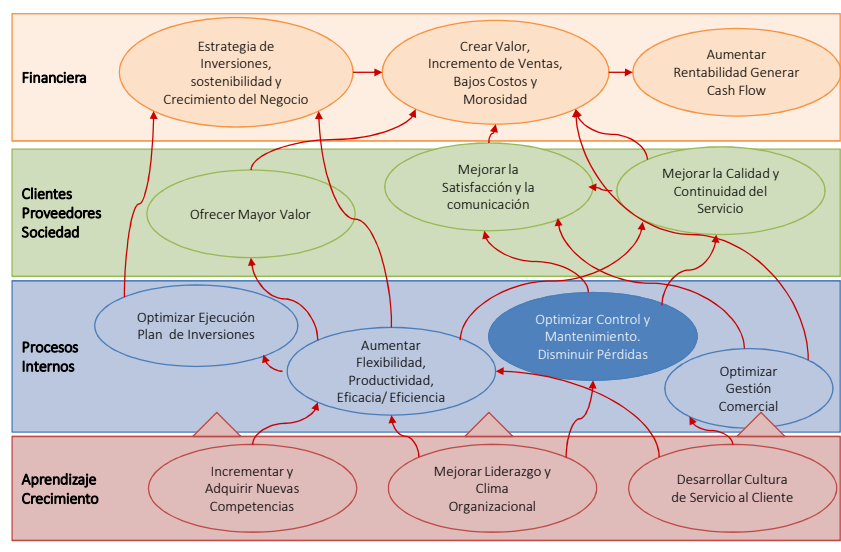 Financiera
Estrategia de
Inversiones,
sostenibilidad y
Crecimiento del Negocio
Crear Valor,
Incremento de Ventas,
Bajos Costos y
Morosidad
Aumentar
Rentabilidad Generar
Cash Flow
Clientes
Proveedores
Sociedad
Ofrecer Mayor Valor
Mejorar la
Satisfacción y la
comunicación
Mejorar la Calidad y
Continuidad del
Servicio
Procesos
Internos
Optimizar Ejecución
Plan de Inversiones
Aumentar
Flexibilidad,
Productividad,
Eficacia/ Eficiencia
Optimizar Control y
Mantenimiento.
Disminuir Pérdidas
Optimizar
Gestión
Comercial
Aprendizaje
Crecimiento
Incrementar y
Adquirir Nuevas
Competencias
Mejorar Liderazgo y
Clima
Organizacional
Desarrollar Cultura
de Servicio al Cliente